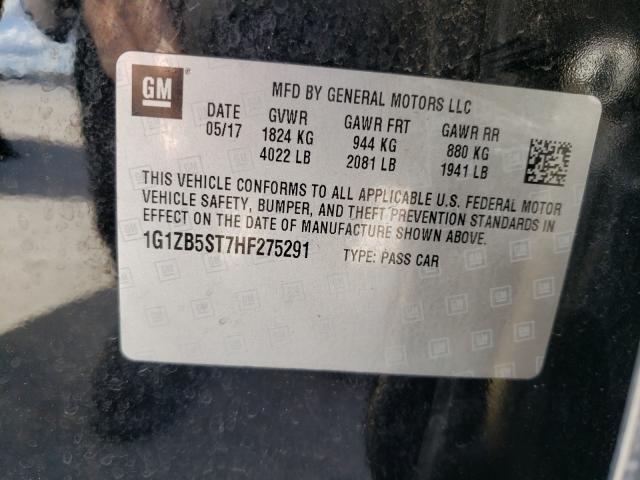 GM
MFD BY GENERAL MOTORS LLC
DATE GVWR GAWR FRT GAWR RR
05/17 1824 KG 944 KG 880 KG
4022 LB 2081 LB 1941 LB
THIS VEHICLE CONFORMS TO ALL APPLICABLE U.S. FEDERAL MOTOR
VEHICLE SAFETY, BUMPER, AND THEFT PREVENTION STANDARDS IN
EFFECT ON THE DATE OF MANUFACTURE SHOWN ABOVE.
1G1ZB5ST7HF275291 TYPE: PASS CAR